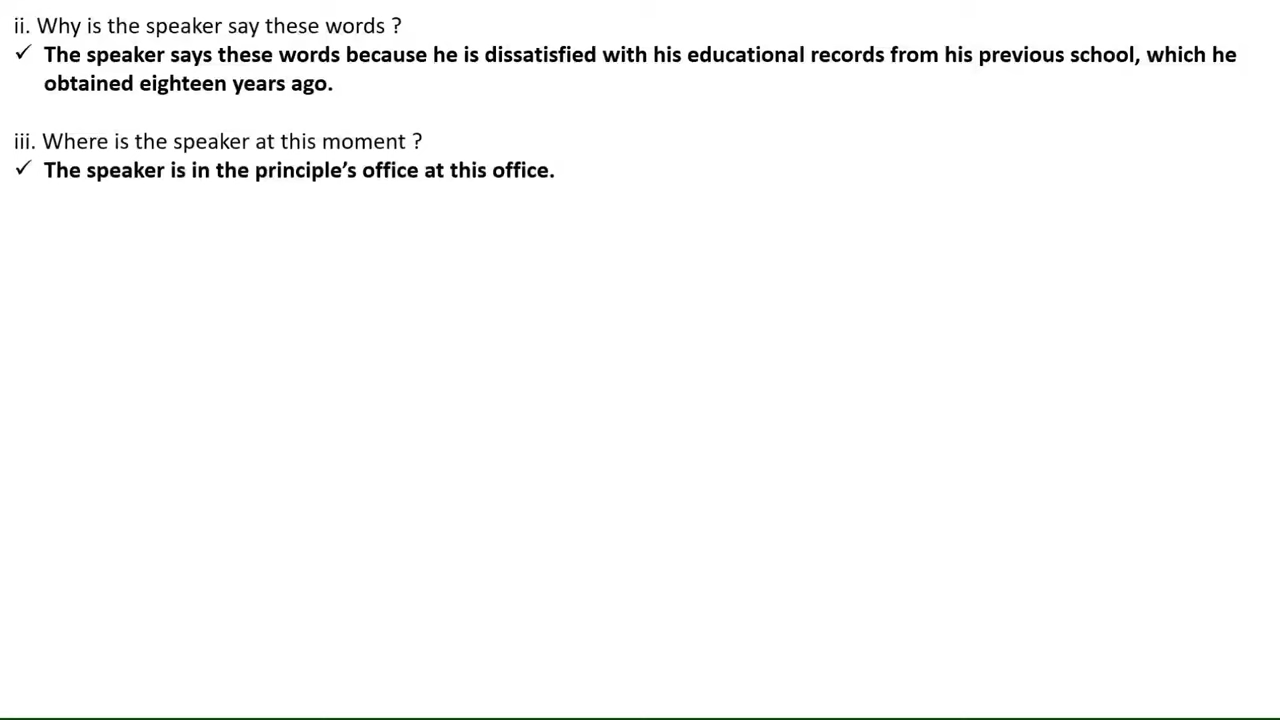 ii. Why is the speaker say these words ?
✓ The speaker says these words because he is dissatisfied with his educational records from his previous school, which he
obtained eighteen years ago.
iii. Where is the speaker at this moment ?
✓ The speaker is in the principle’s office at this office.